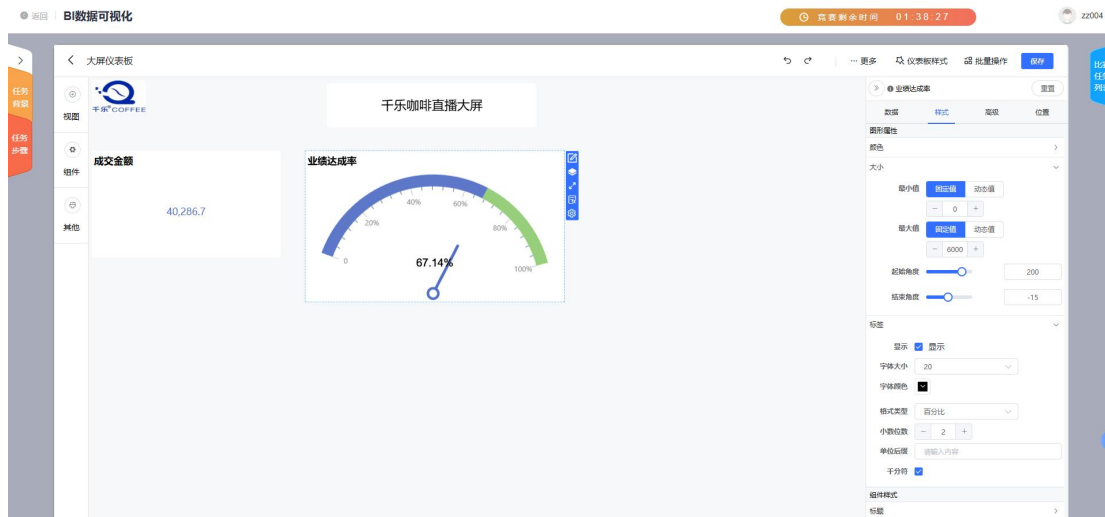 返回 BI数据可视化 竞赛剩余时间 01:38:27 zz004
大屏仪表板 更多 仪表板样式 批量操作 保存
任务背景
任务步骤
视图
组件
其他
千乐®COFFEE
千乐咖啡直播大屏
成交金额
40,286.7
业绩达成率
0
20%
40%
60%
80%
100%
67.14%
业绩达成率 重置
数据 样式 高级 位置
图形属性
颜色
大小
最小值 固定值 动态值
- 0 +
最大值 固定值 动态值
- 6000 +
起始角度 200
结束角度 -15
标签
显示 显示
字体大小 20
字体颜色
格式类型 百分比
小数位数 - 2 +
单位后缀 请输入内容
千分符
组件样式
标题